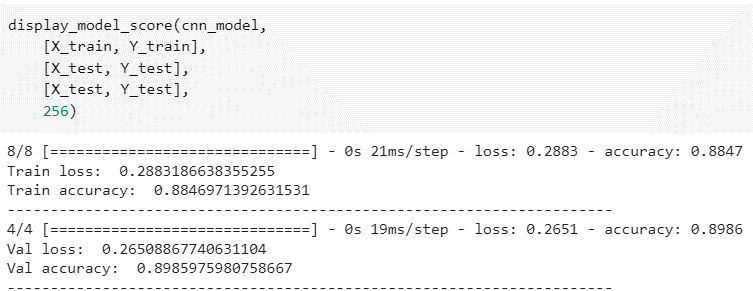 display_model_score(cnn_model,
    [X_train, Y_train],
    [X_test, Y_test],
    [X_test, Y_test],
    256)
8/8 [==============================] - 0s 21ms/step - loss: 0.2883 - accuracy: 0.8847
Train loss:  0.2883186638355255
Train accuracy:  0.8846971392631531
----------------------------------------------------------------------
4/4 [==============================] - 0s 19ms/step - loss: 0.2651 - accuracy: 0.8986
Val loss:  0.26508867740631104
Val accuracy:  0.8985975980758667
----------------------------------------------------------------------